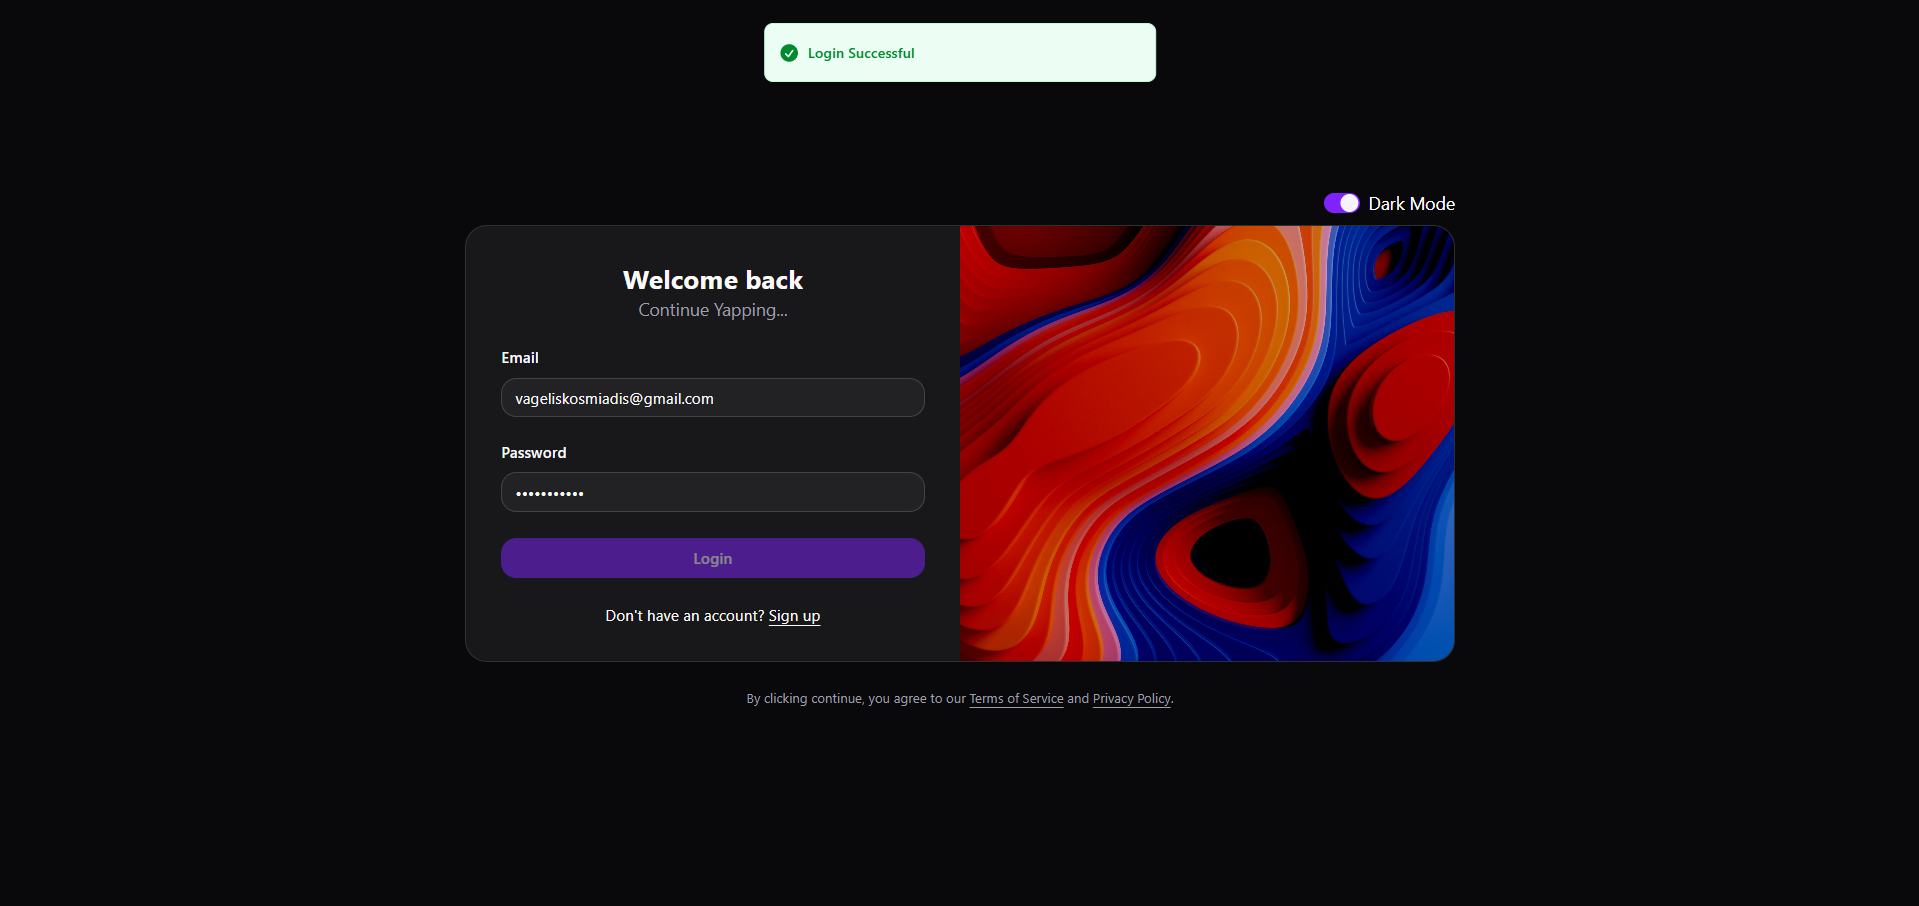 Login Successful
Dark Mode
Welcome back
Continue Yapping...
Email
vageliskosmiadis@gmail.com
Password
•••••••••••
Login
Don't have an account? Sign up
By clicking continue, you agree to our Terms of Service and Privacy Policy.